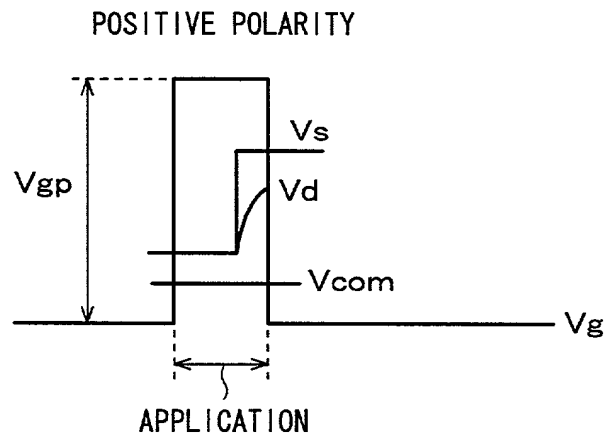 POSITIVE POLARITY
Vs
Vgp
Vd
Vcom
Vg
APPLICATION